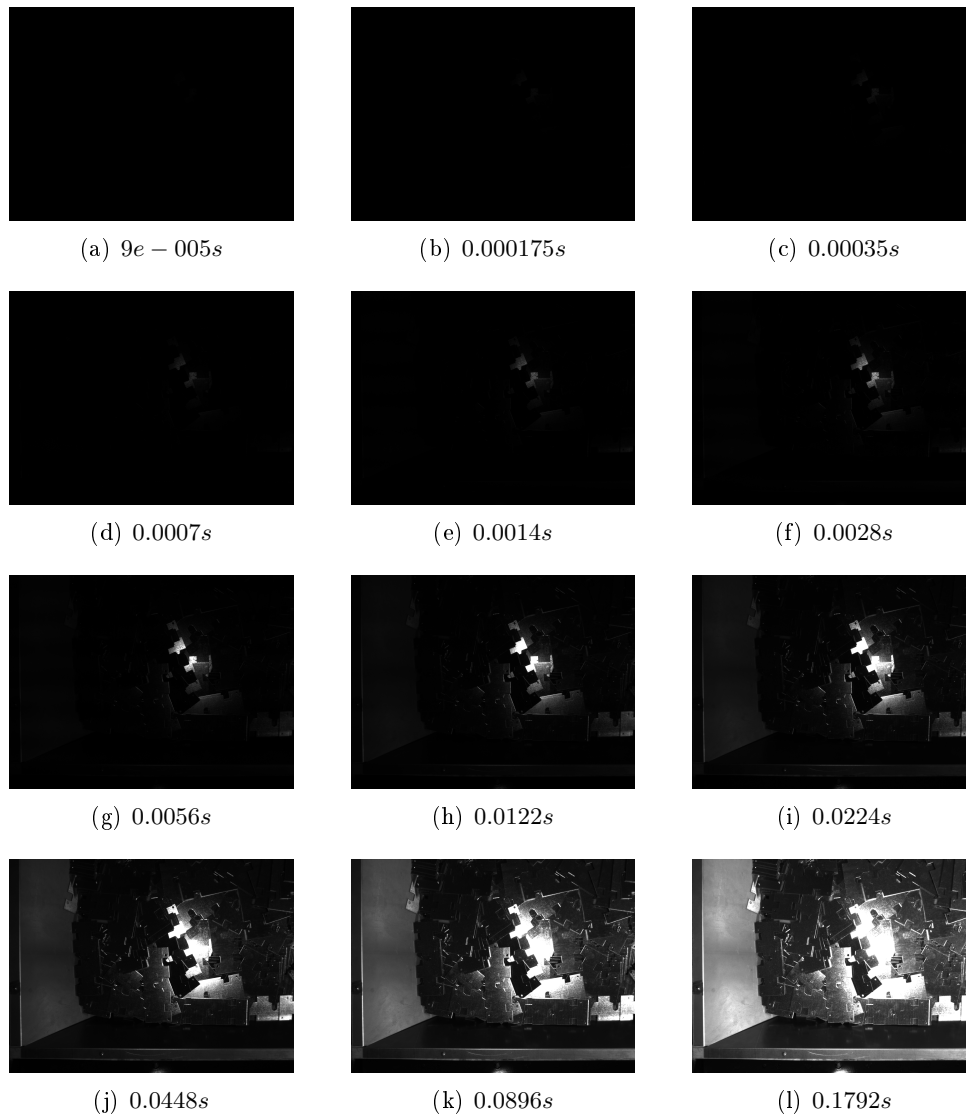 (a) 9e − 005s
(b) 0.000175s
(c) 0.00035s
(d) 0.0007s
(e) 0.0014s
(f) 0.0028s
(g) 0.0056s
(h) 0.0122s
(i) 0.0224s
(j) 0.0448s
(k) 0.0896s
(l) 0.1792s